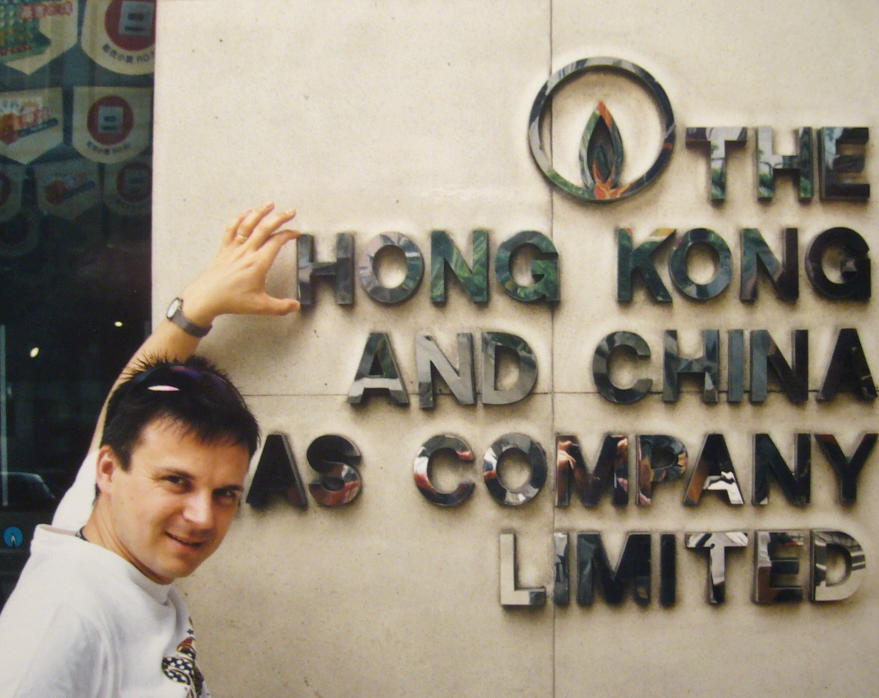 THE
HONG KONG
AND CHINA
AS COMPANY
LIMITED